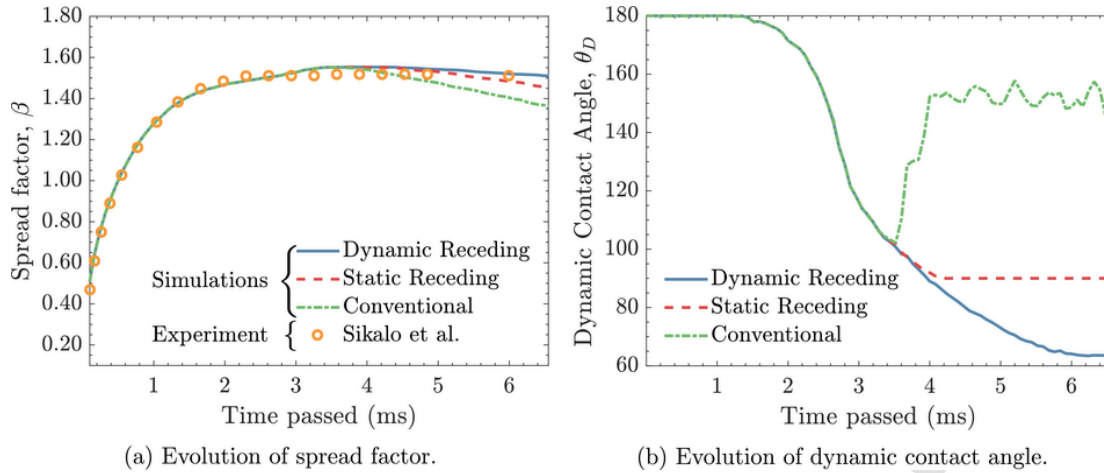 1.80
1.60
1.40
1.20
1.00
0.80
0.60
0.40
0.20
Spread factor, β
Simulations
Dynamic Receding
Static Receding
Conventional
Experiment
Sikalo et al.
1 2 3 4 5 6
Time passed (ms)
(a) Evolution of spread factor.
180
160
140
120
100
80
60
Dynamic Contact Angle, θ_D
Dynamic Receding
Static Receding
Conventional
1 2 3 4 5 6
Time passed (ms)
(b) Evolution of dynamic contact angle.